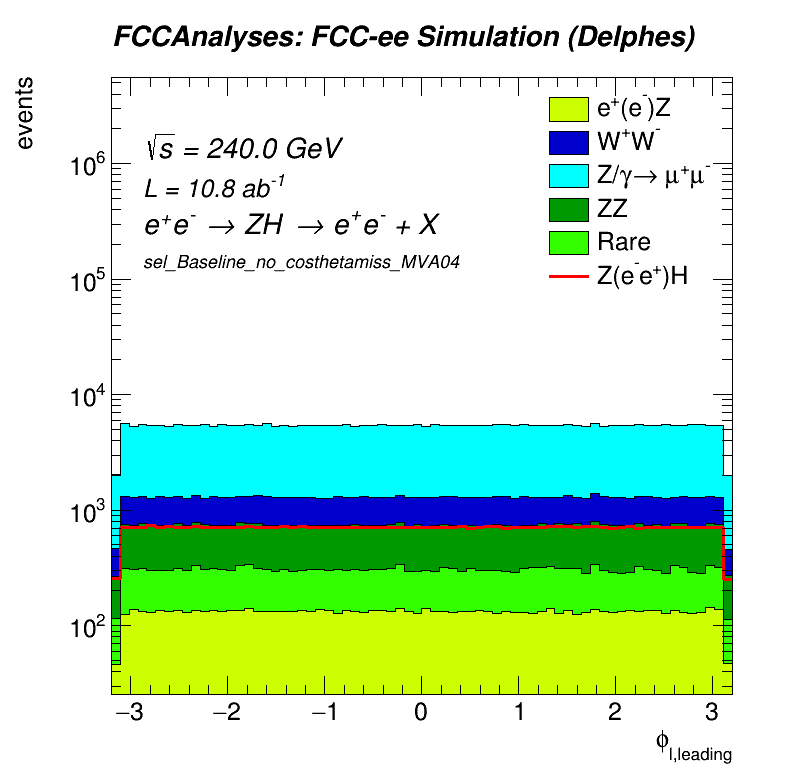 FCCAnalyses: FCC-ee Simulation (Delphes)
events
√s = 240.0 GeV
L = 10.8 ab⁻¹
e⁺e⁻ → ZH → e⁺e⁻ + X
sel_Baseline_no_costhetamiss_MVA04
e⁺(e⁻)Z
W⁺W⁻
Z/γ→ μ⁺μ⁻
ZZ
Rare
Z(e⁻e⁺)H
10⁶
10⁵
10⁴
10³
10²
−3 −2 −1 0 1 2 3
ϕ_l,leading